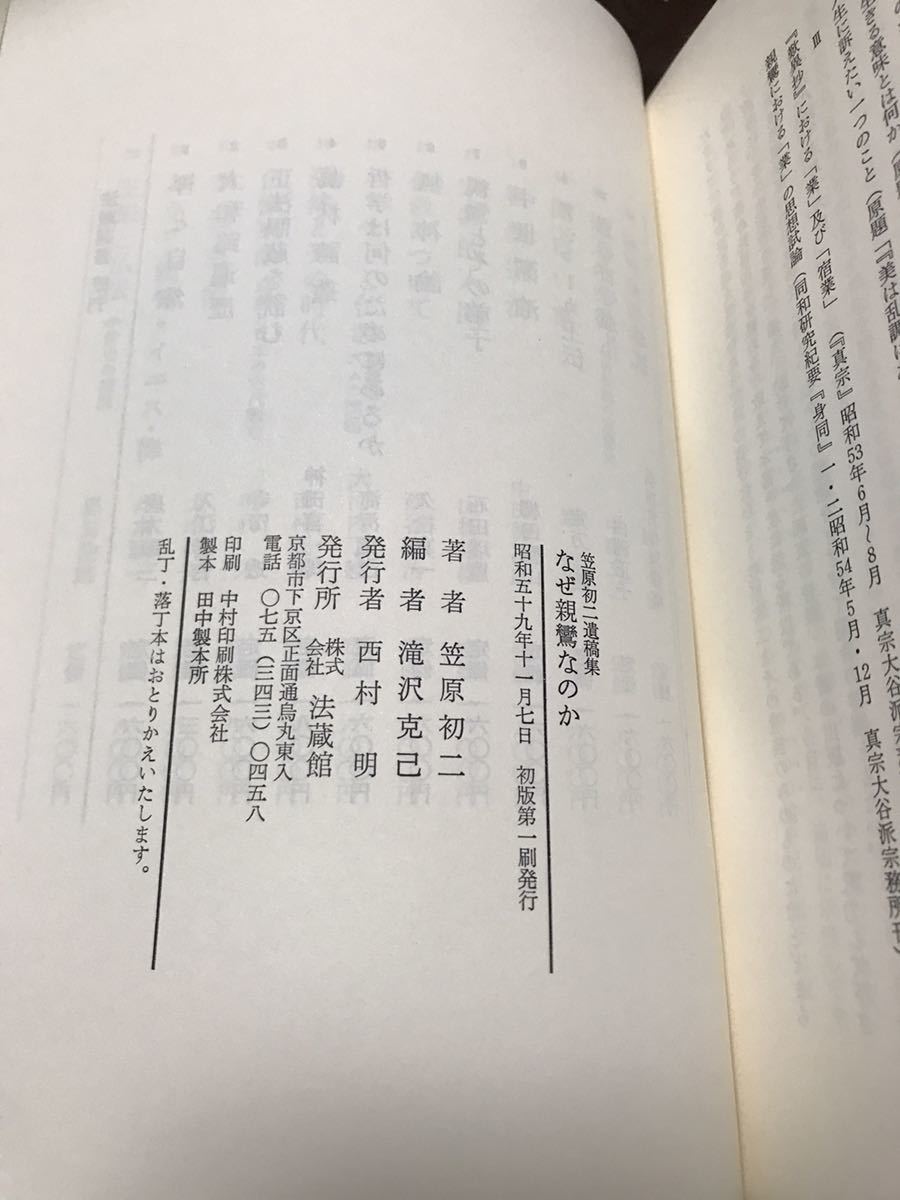 生きる意味とは何か（原題
生に訴えたい一つのこと（原題『美は乱調に
Ⅲ
『歎異抄』における「業」及び「宿業」（『真宗』昭和53年6月～8月　真宗大谷派宗
親鸞における「業」の思想試論（同和研究紀要『身同』一・二昭和54年5月・12月　真宗大谷派宗務所刊）
笠原初二遺稿集
なぜ親鸞なのか
昭和五十九年十一月七日　初版第一刷発行
著者　笠原初二
編者　滝沢克己
発行者　西村　明
発行所　株式会社　法蔵館
京都市下京区正面通烏丸東入
電話　〇七五（三四三）〇四五八
印刷　中村印刷株式会社
製本　田中製本所
乱丁・落丁本はおとりかえいたします。